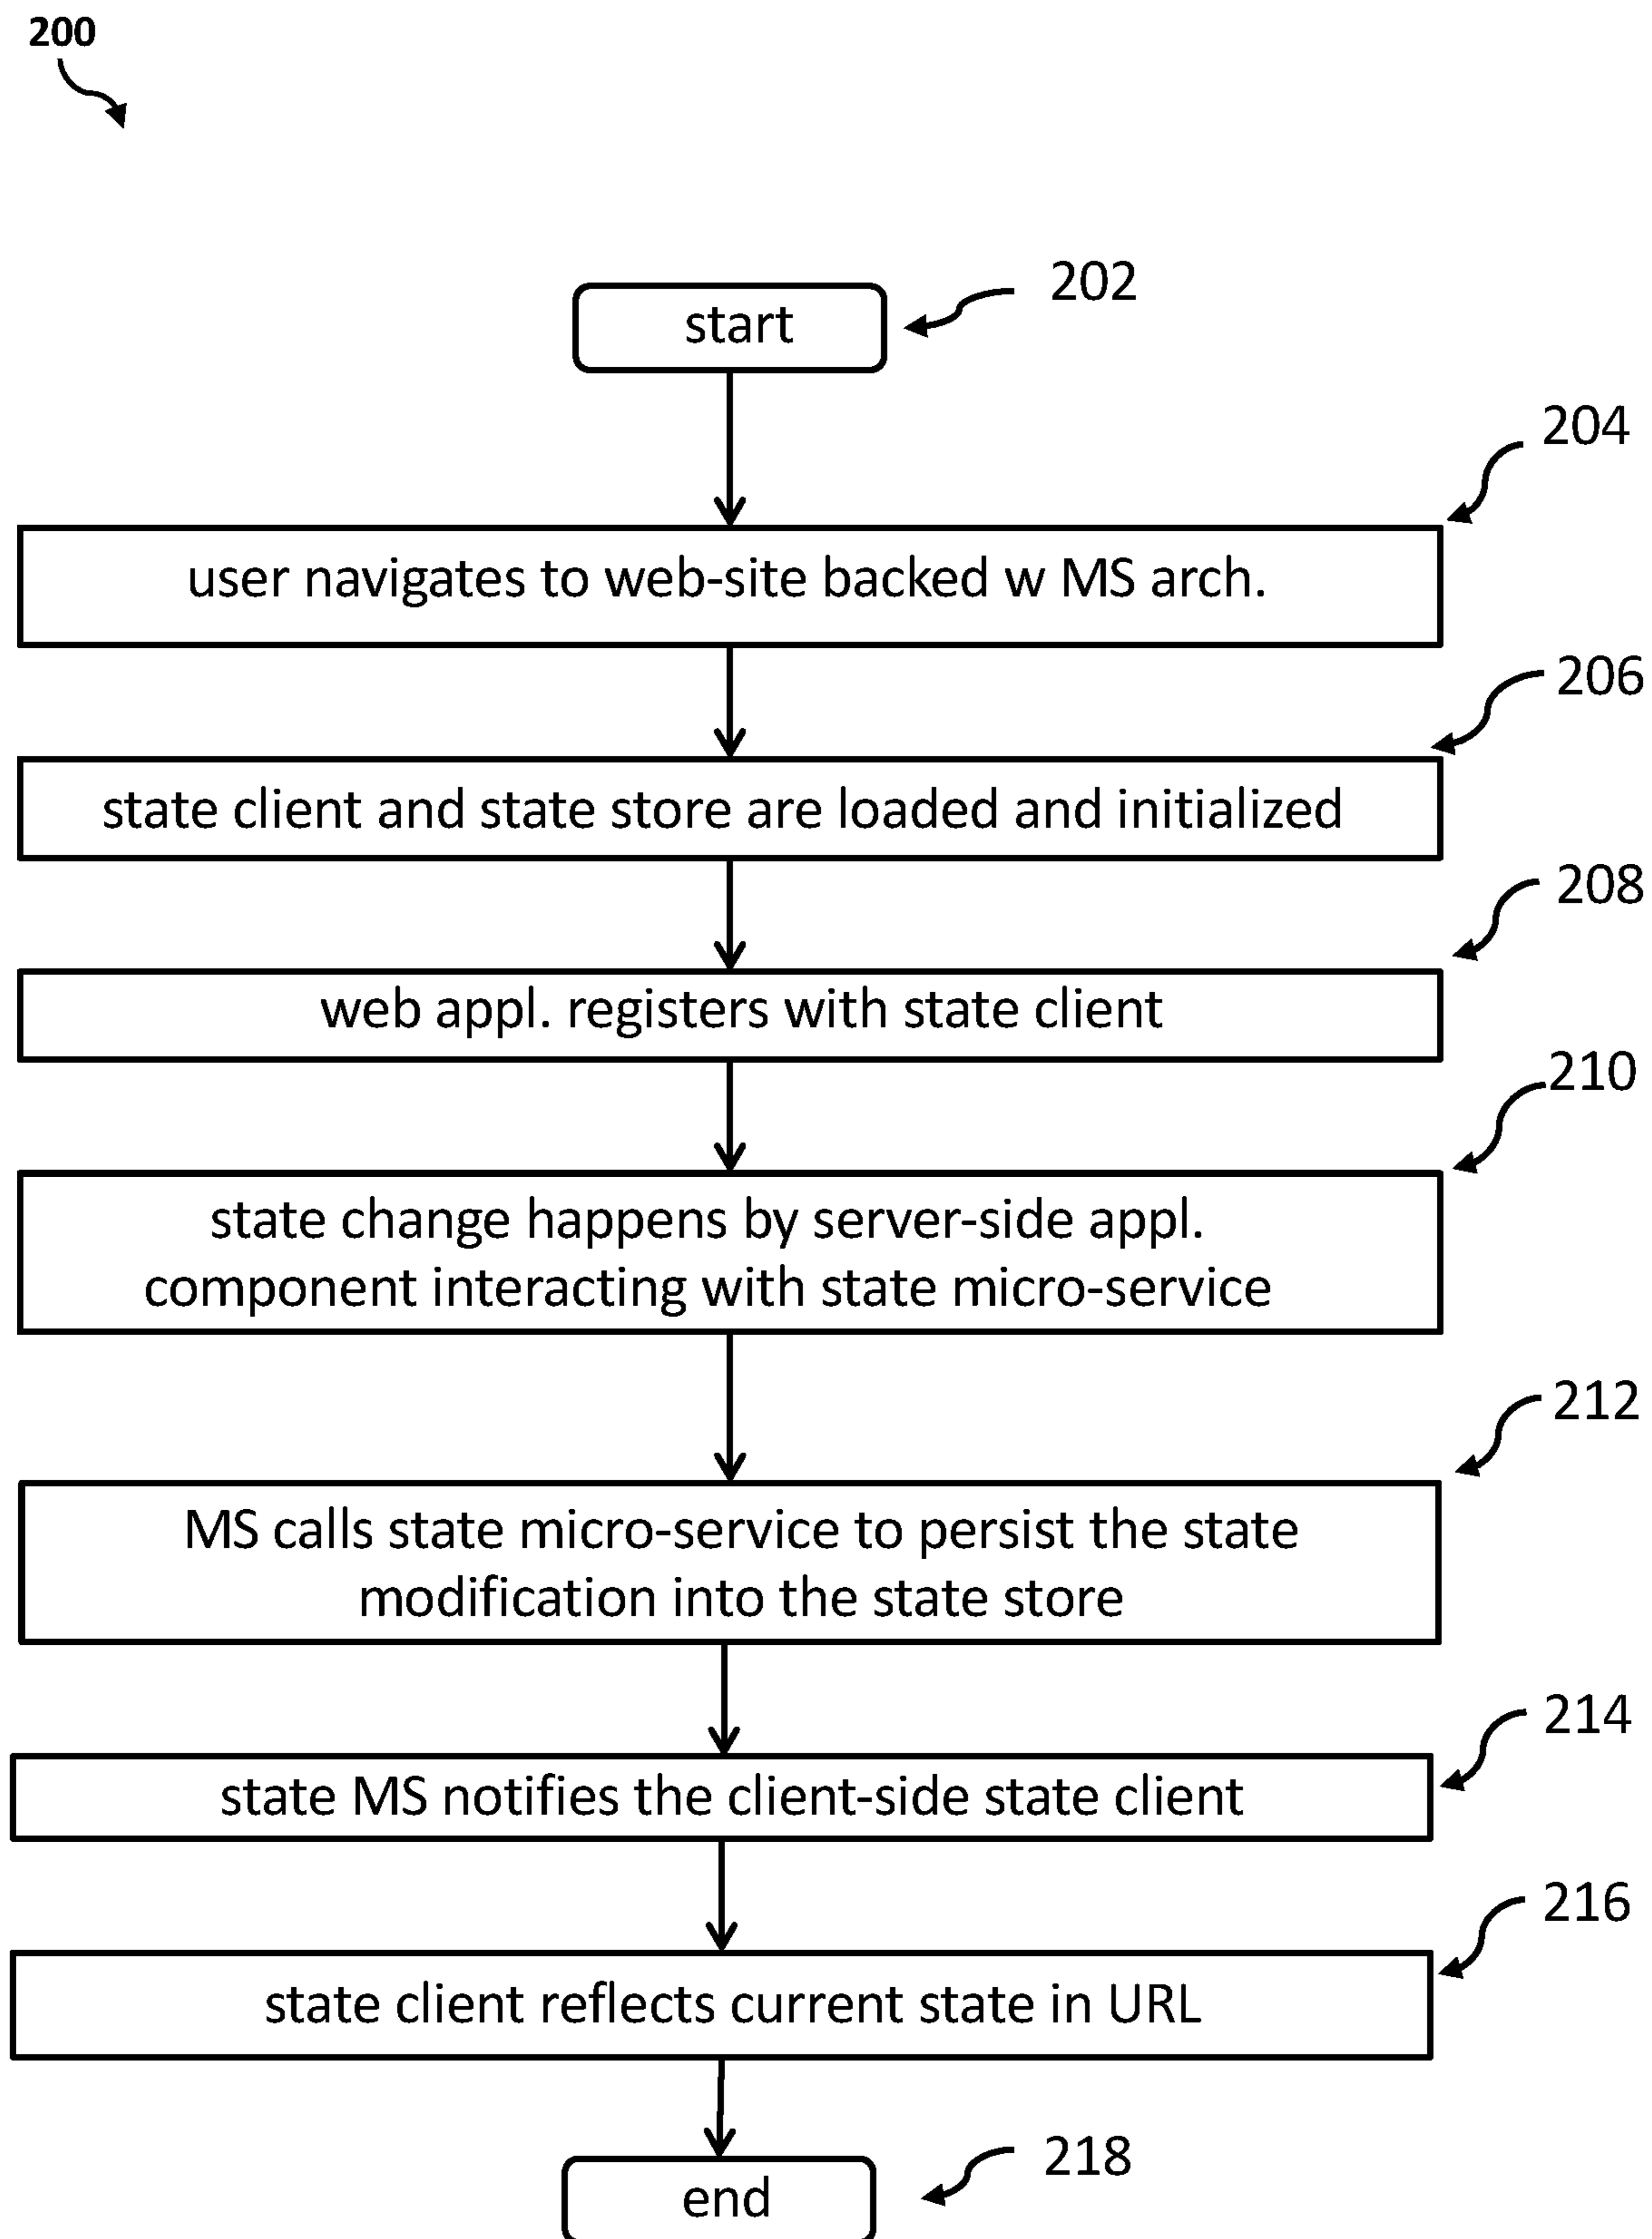 200
start
202
204
user navigates to web-site backed w MS arch.
206
state client and state store are loaded and initialized
208
web appl. registers with state client
210
state change happens by server-side appl.
component interacting with state micro-service
212
MS calls state micro-service to persist the state
modification into the state store
214
state MS notifies the client-side state client
216
state client reflects current state in URL
218
end